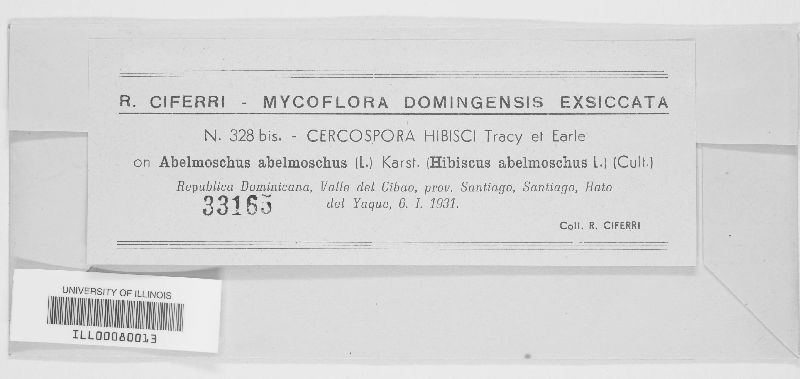 R. CIFERRI - MYCOFLORA DOMINGENSIS EXSICCATA
N. 328 bis. - CERCOSPORA HIBISCI Tracy et Earle
on Abelmoschus abelmoschus (L.) Karst. (Hibiscus abelmoschus L.) (Cult.)
Republica Dominicana, Valle del Cibao, prov. Santiago, Santiago, Hato
del Yaque, 6. I. 1931.
33165
Coll. R. CIFERRI
UNIVERSITY OF ILLINOIS
ILL00080013